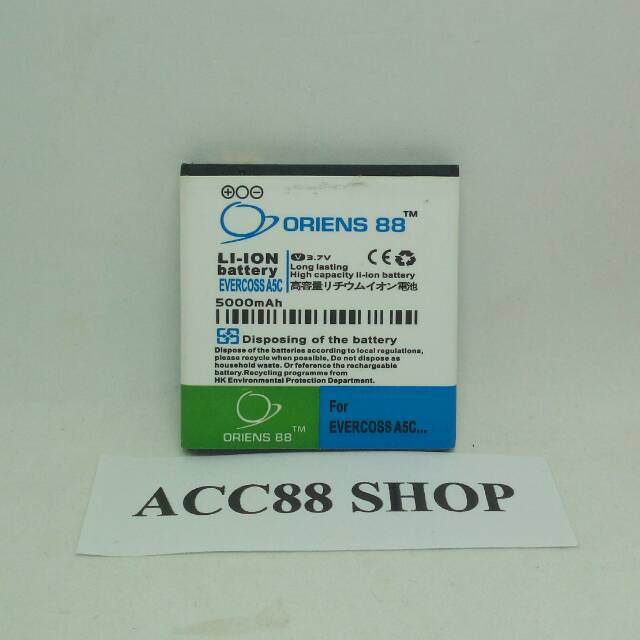 ORIENS 88™
LI-ION
battery
EVERCOSS A5C
5000mAh
V 3.7V
Long lasting
High capacity li-ion battery
高容量リチウムイオン電池
CE
Disposing of the battery
Dispose of the batteries according to local regulations,
please recycle when possible, Do not dispose as
household waste. Or reference the rechargeable
battery.Recycling programme from
HK Environmental Protection Department.
ORIENS 88™
For
EVERCOSS A5C...
ACC88 SHOP